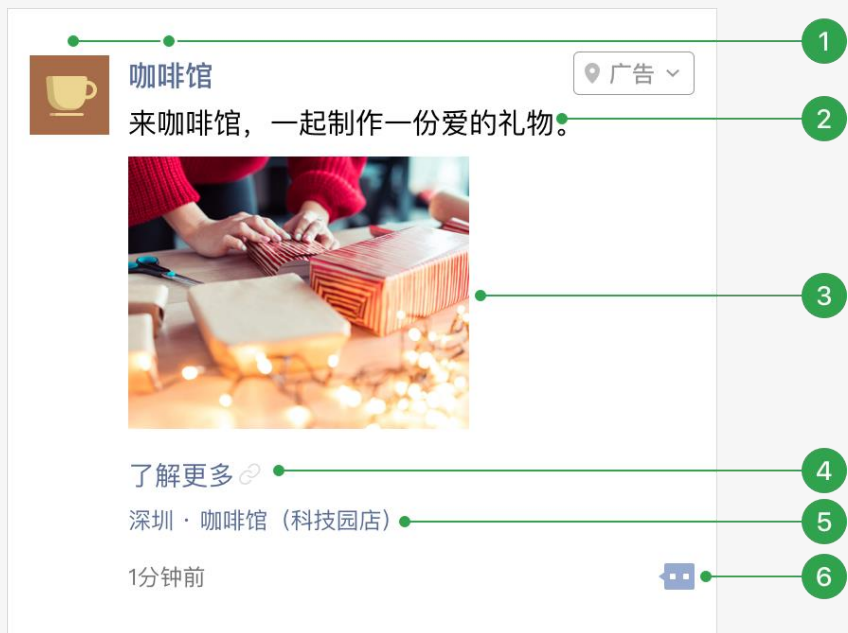 1
咖啡馆
广告
来咖啡馆，一起制作一份爱的礼物。
2
3
了解更多
4
深圳 · 咖啡馆（科技园店）
5
1分钟前
6